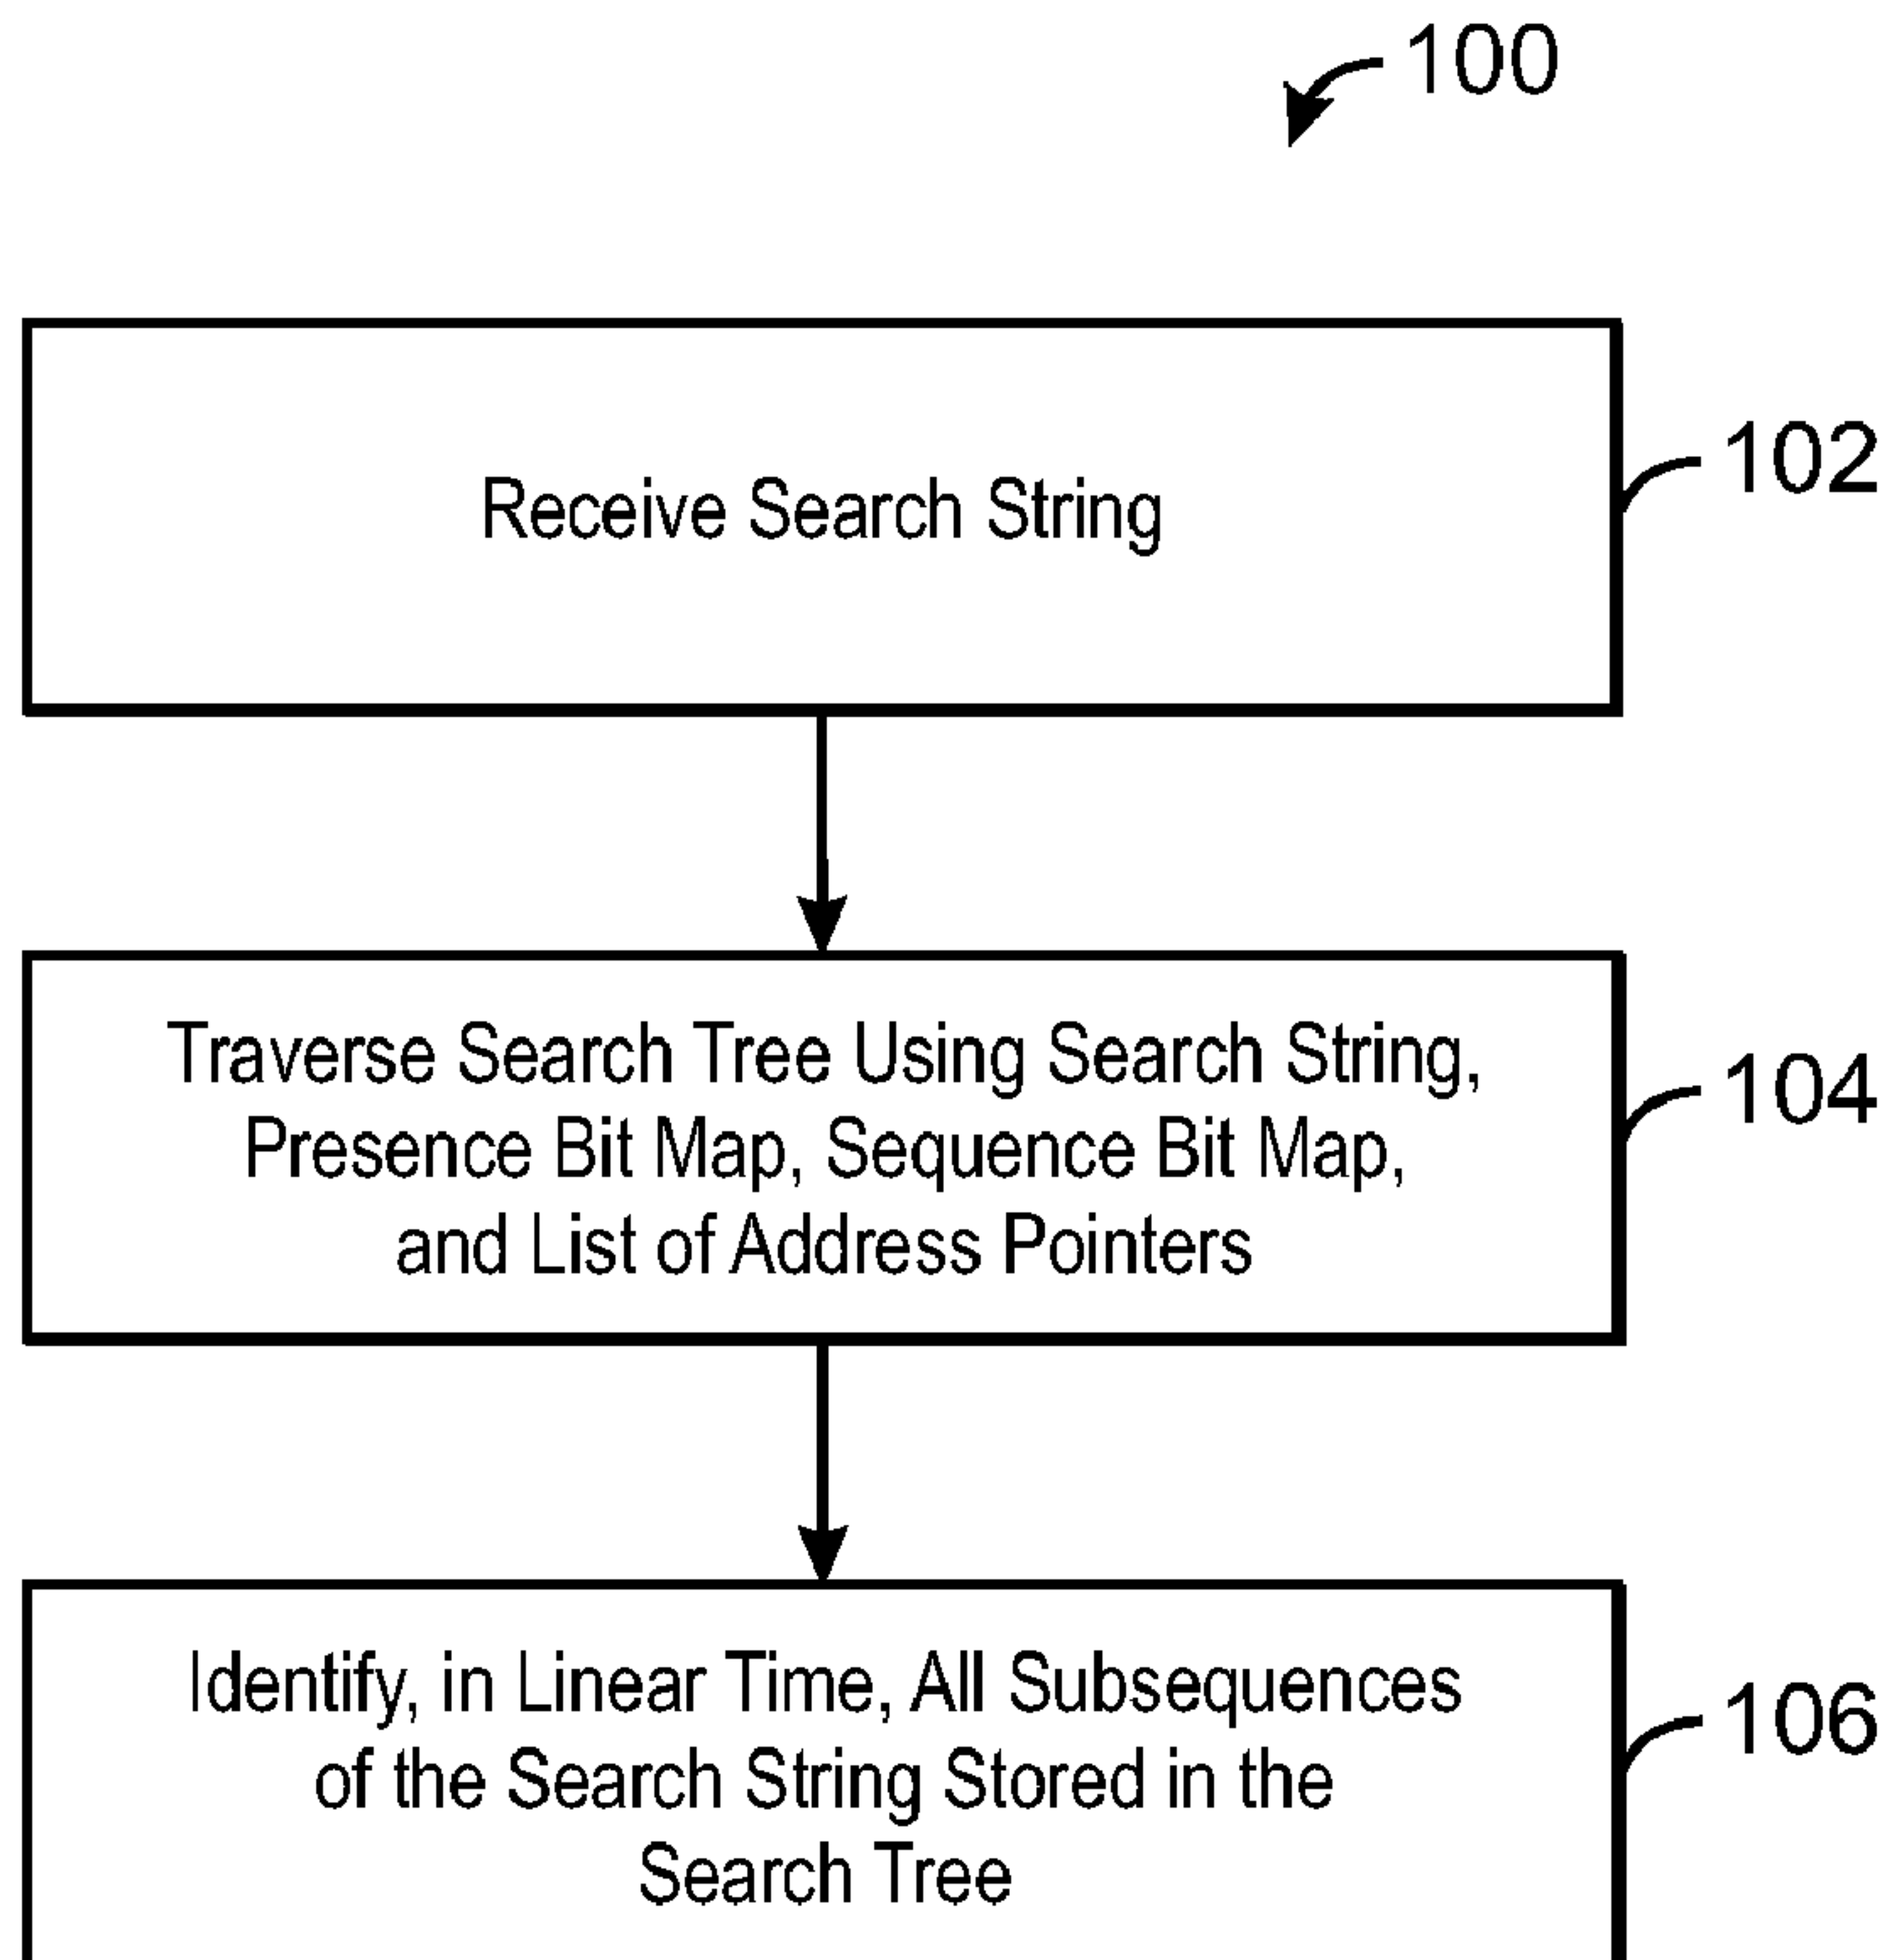 100
Receive Search String
102
Traverse Search Tree Using Search String,
Presence Bit Map, Sequence Bit Map,
and List of Address Pointers
104
Identify, in Linear Time, All Subsequences
of the Search String Stored in the
Search Tree
106